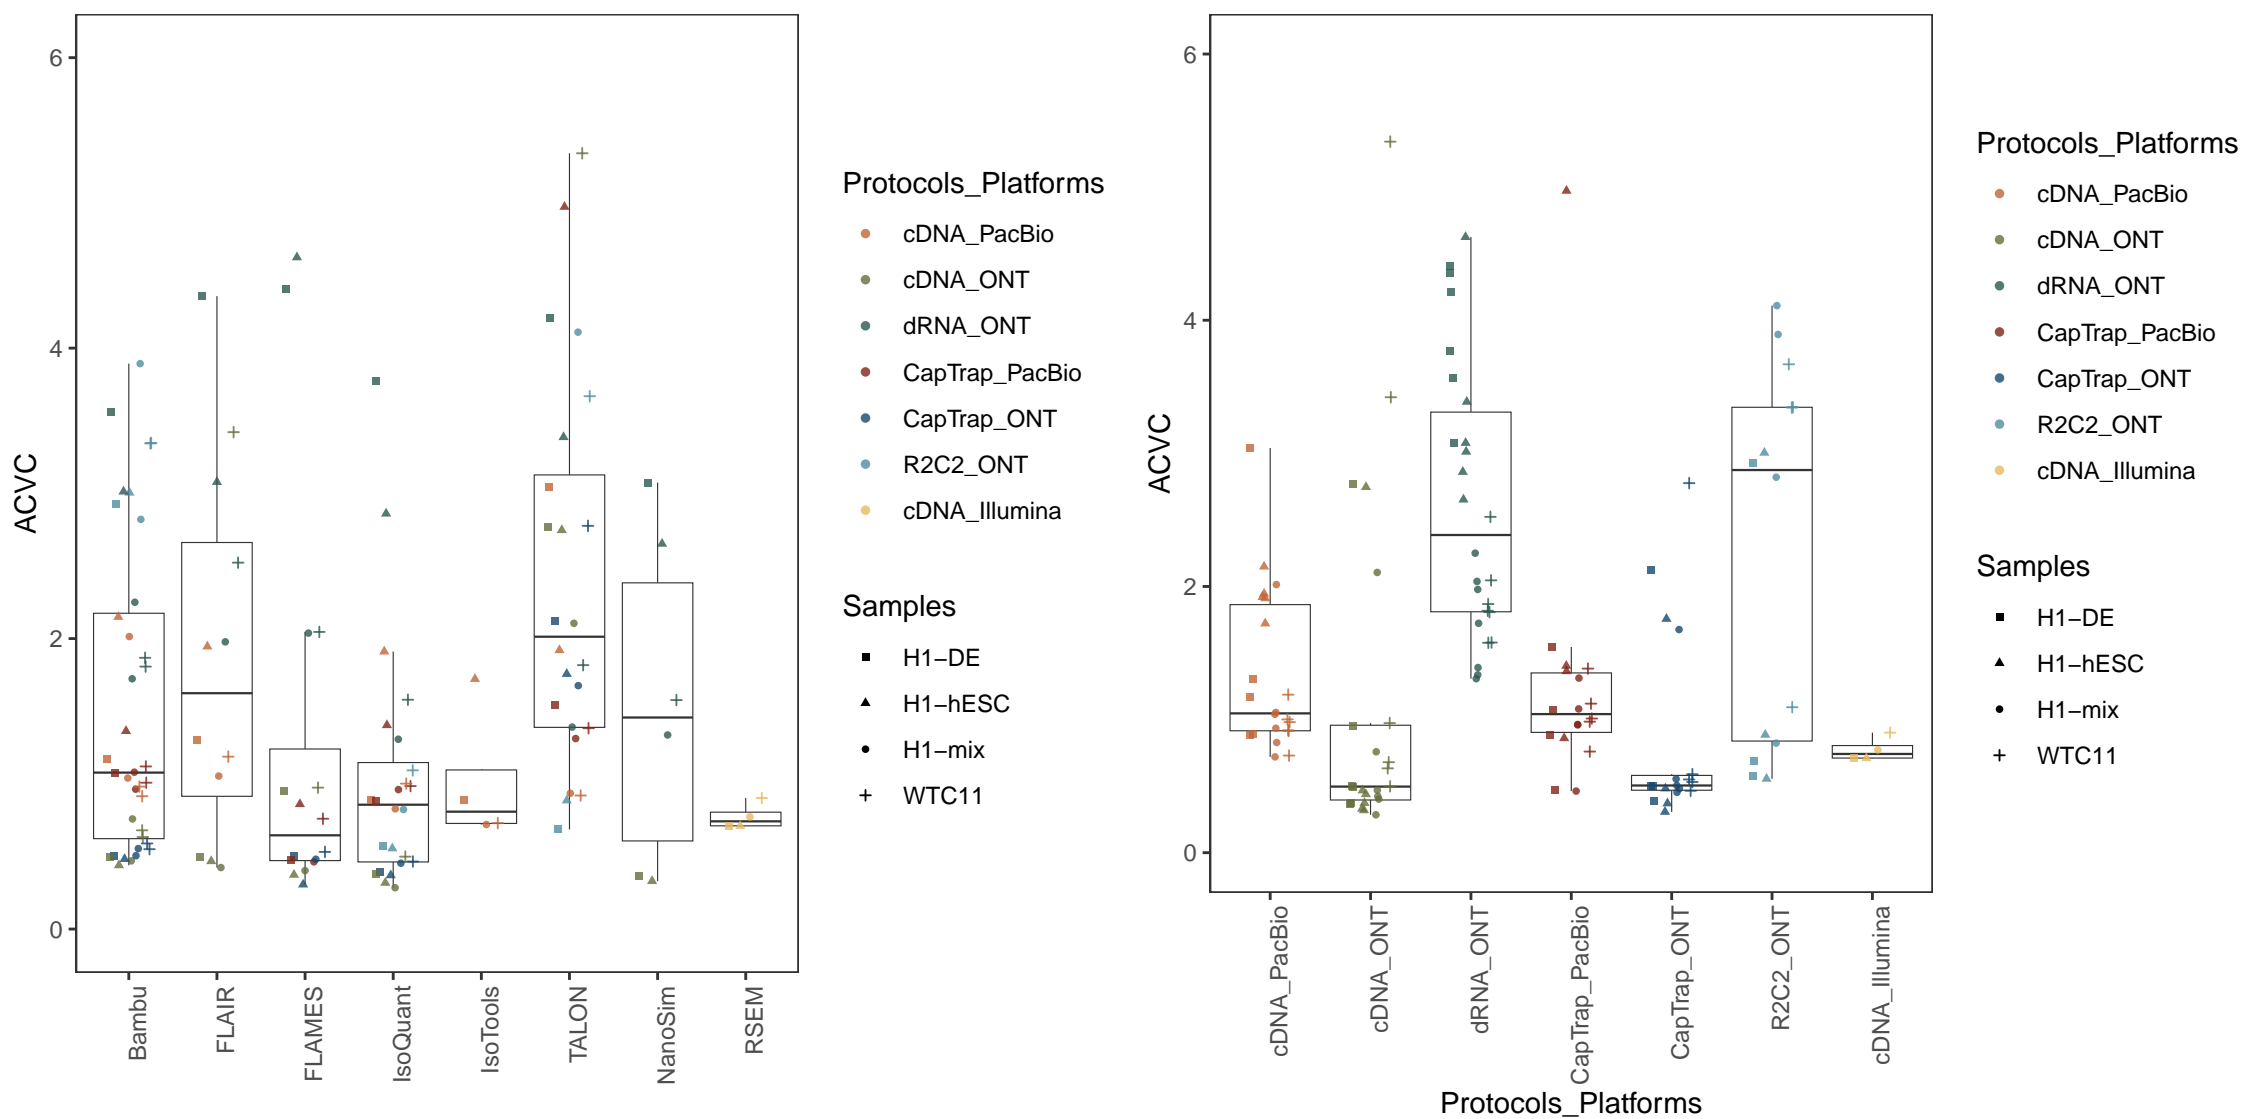 ACVC
6
4
2
0
Bambu
FLAIR
FLAMES
IsoQuant
IsoTools
TALON
NanoSim
RSEM
Protocols_Platforms
cDNA_PacBio
cDNA_ONT
dRNA_ONT
CapTrap_PacBio
CapTrap_ONT
R2C2_ONT
cDNA_Illumina
Samples
H1−DE
H1−hESC
H1−mix
WTC11
ACVC
6
4
2
0
cDNA_PacBio
cDNA_ONT
dRNA_ONT
CapTrap_PacBio
CapTrap_ONT
R2C2_ONT
cDNA_Illumina
Protocols_Platforms
Protocols_Platforms
cDNA_PacBio
cDNA_ONT
dRNA_ONT
CapTrap_PacBio
CapTrap_ONT
R2C2_ONT
cDNA_Illumina
Samples
H1−DE
H1−hESC
H1−mix
WTC11